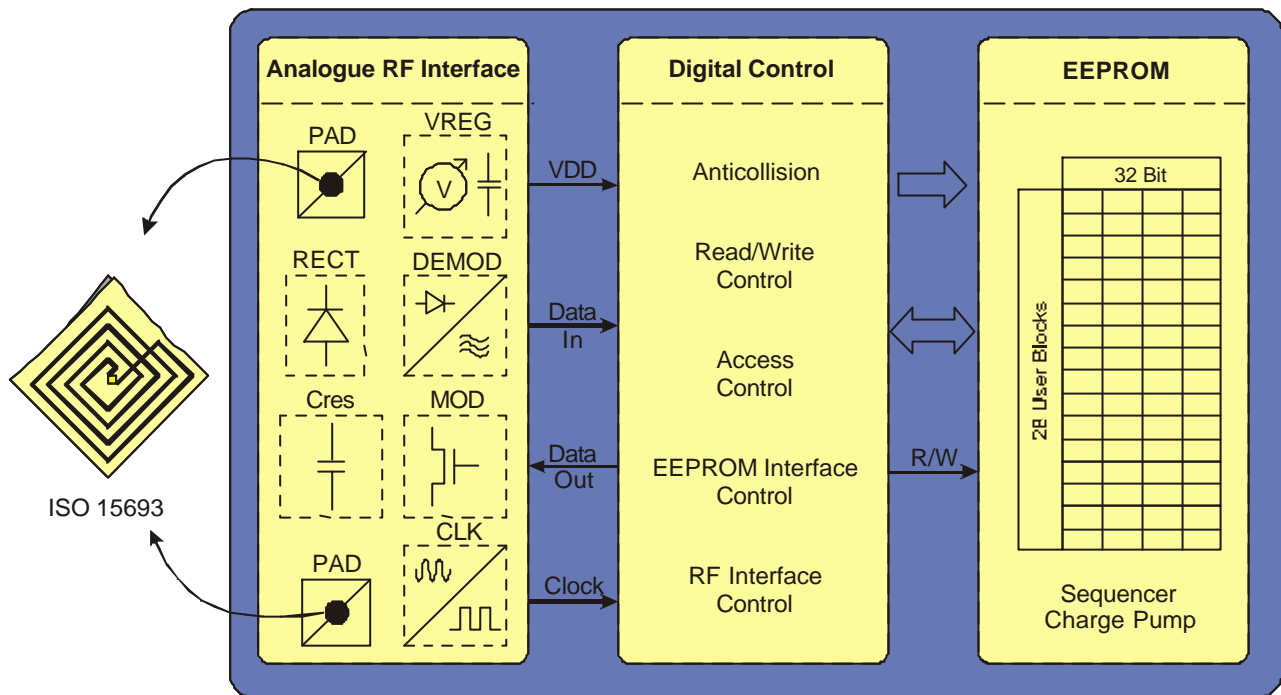 Analogue RF Interface
PAD
VREG
V
RECT
DEMOD
Cres
MOD
PAD
CLK
ISO 15693
VDD
Data
In
Data
Out
Clock
Digital Control
Anticollision
Read/Write
Control
Access
Control
EEPROM Interface
Control
RF Interface
Control
R/W
EEPROM
32 Bit
28 User Blocks
Sequencer
Charge Pump